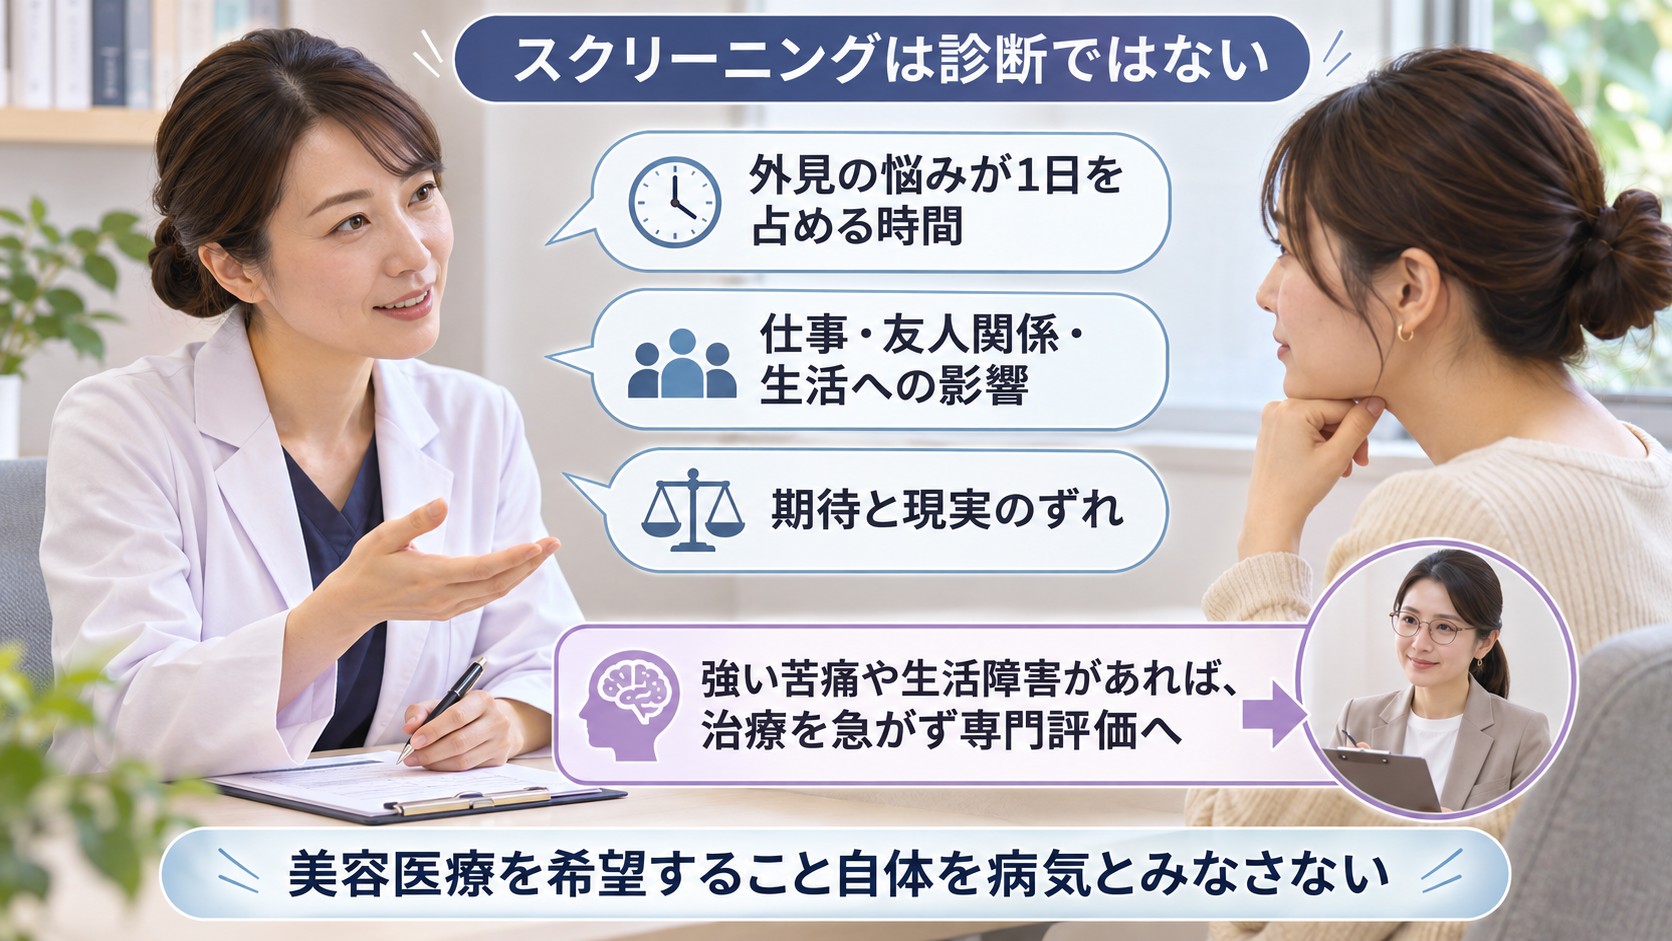 スクリーニングは診断ではない
外見の悩みが1日を
占める時間
仕事・友人関係・
生活への影響
期待と現実のずれ
強い苦痛や生活障害があれば、
治療を急がず専門評価へ
美容医療を希望すること自体を病気とみなさない